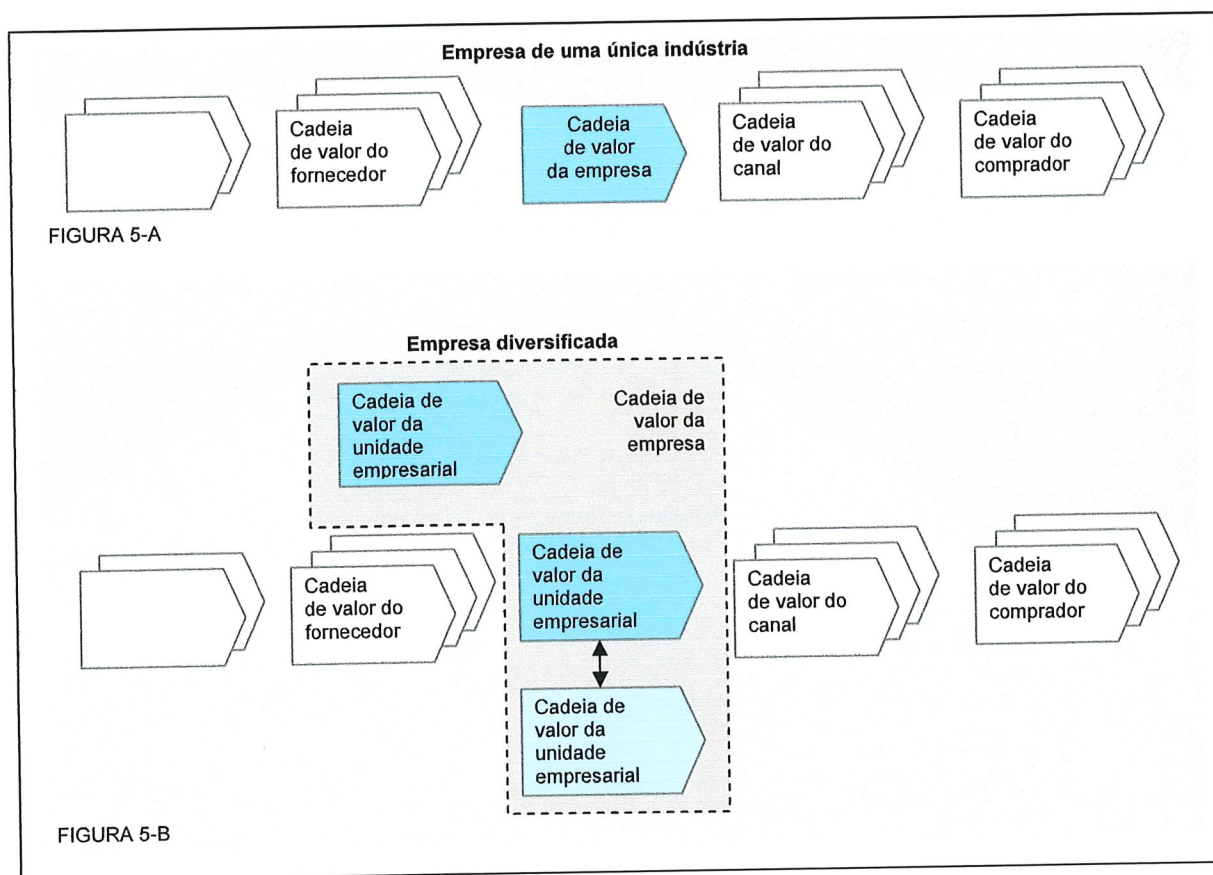 Empresa de uma única indústria
Cadeia
de valor do
fornecedor
Cadeia
de valor
da empresa
Cadeia
de valor do
canal
Cadeia
de valor do
comprador
FIGURA 5-A
Empresa diversificada
Cadeia de
valor da
unidade
empresarial
Cadeia de
valor da
empresa
Cadeia
de valor do
fornecedor
Cadeia de
valor da
unidade
empresarial
Cadeia
de valor do
canal
Cadeia
de valor do
comprador
Cadeia de
valor da
unidade
empresarial
FIGURA 5-B